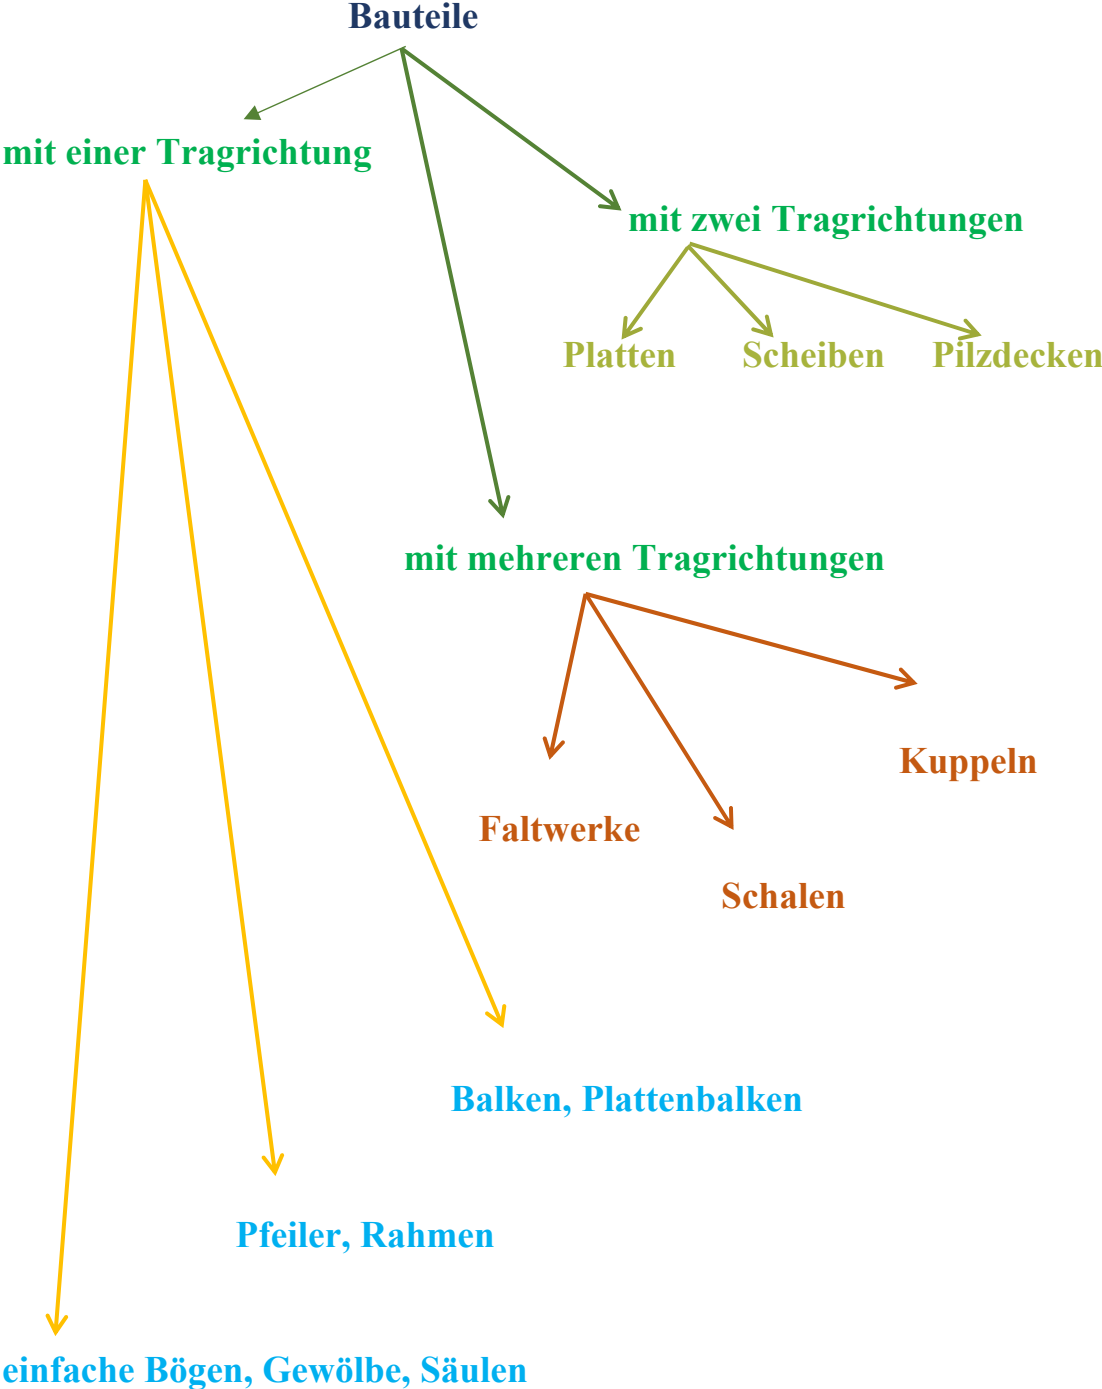 Bauteile
mit einer Tragrichtung
mit zwei Tragrichtungen
Platten Scheiben Pilzdecken
mit mehreren Tragrichtungen
Kuppeln
Faltwerke
Schalen
Balken, Plattenbalken
Pfeiler, Rahmen
einfache Bögen, Gewölbe, Säulen